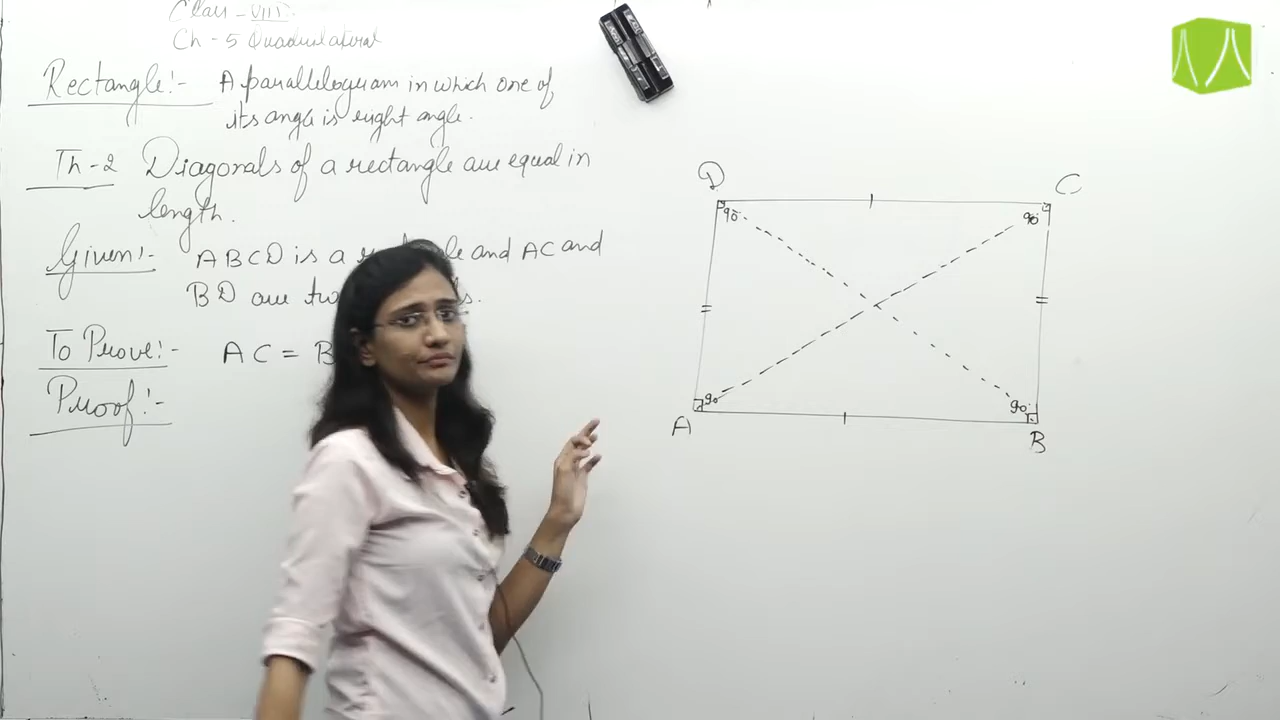 Class - VIII
Ch - 5 Quadrilateral
Rectangle:- A parallelogram in which one of
its angle is right angle.
Th-2 Diagonals of a rectangle are equal in
length.
Given:- ABCD is a and AC and
BD are
To Prove:- AC = B
Proof:-
D C
90° 90°
90 90°
A B